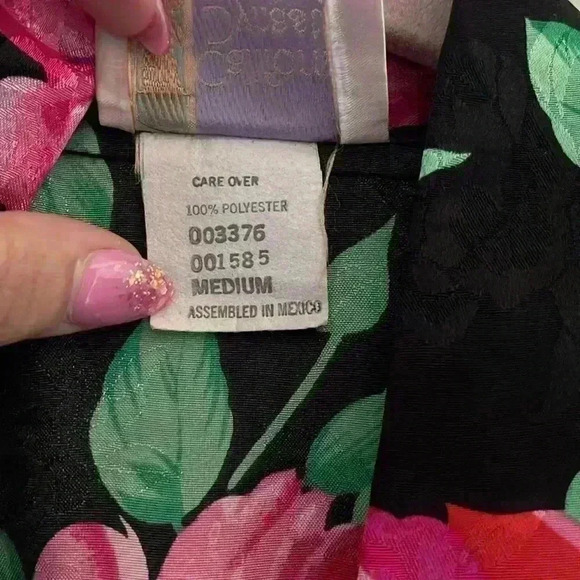 CARE OVER
100% POLYESTER
003376
001585
MEDIUM
ASSEMBLED IN MEXICO